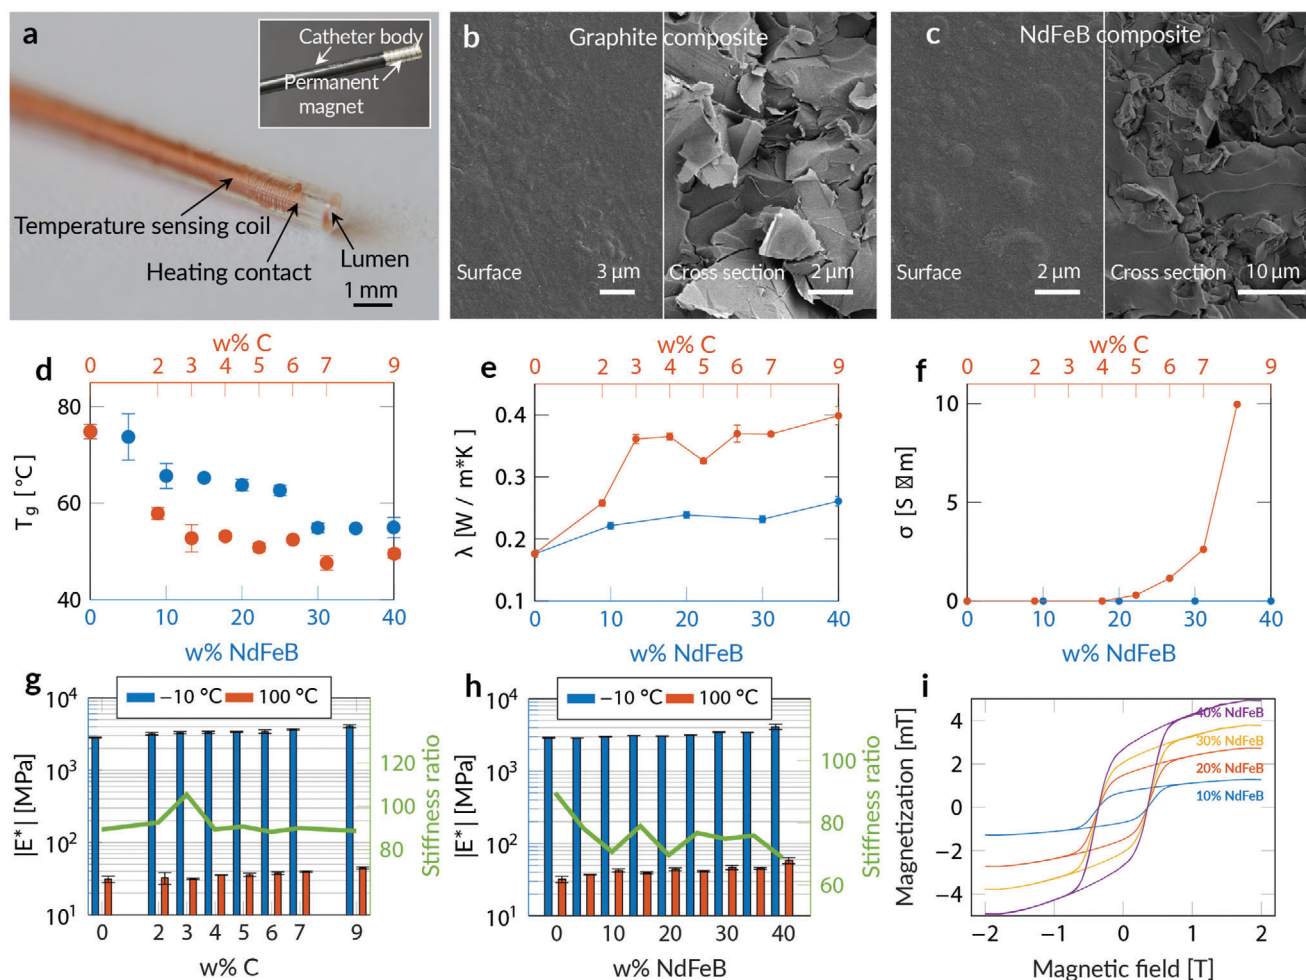 a
Catheter body
Permanent
magnet
Temperature sensing coil
Heating contact
Lumen
1 mm
b
Graphite composite
Surface
3 μm
Cross section
2 μm
c
NdFeB composite
Surface
2 μm
Cross section
10 μm
d
w% C
0 2 3 4 5 6 7 9
80
60
40
Tg [°C]
0 10 20 30 40
w% NdFeB
e
w% C
0 2 3 4 5 6 7 9
0.4
0.3
0.2
0.1
λ [W / m*K]
0 10 20 30 40
w% NdFeB
f
w% C
0 2 3 4 5 6 7 9
10
5
0
σ [S m]
0 10 20 30 40
w% NdFeB
g
−10 °C 100 °C
10^4
10^3
10^2
10^1
|E*| [MPa]
120
100
80
Stiffness ratio
0 2 3 4 5 6 7 9
w% C
h
−10 °C 100 °C
10^4
10^3
10^2
10^1
|E*| [MPa]
100
80
60
Stiffness ratio
0 10 20 30 40
w% NdFeB
i
4
2
0
−2
−4
Magnetization [mT]
40% NdFeB
30% NdFeB
20% NdFeB
10% NdFeB
−2 −1 0 1 2
Magnetic field [T]